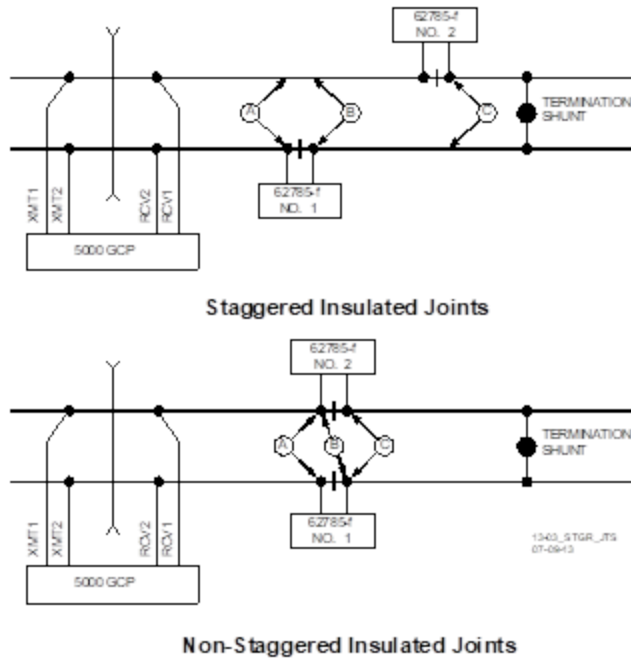 62785-f
NO. 2
A
B
C
TERMINATION
SHUNT
XMT1
XMT2
RCV2
RCV1
62785-f
NO. 1
5000 GCP
Staggered Insulated Joints
62785-f
NO. 2
A
B
C
TERMINATION
SHUNT
XMT1
XMT2
RCV2
RCV1
62785-f
NO. 1
13-03_STGR_JTS
07-09-13
5000 GCP
Non-Staggered Insulated Joints